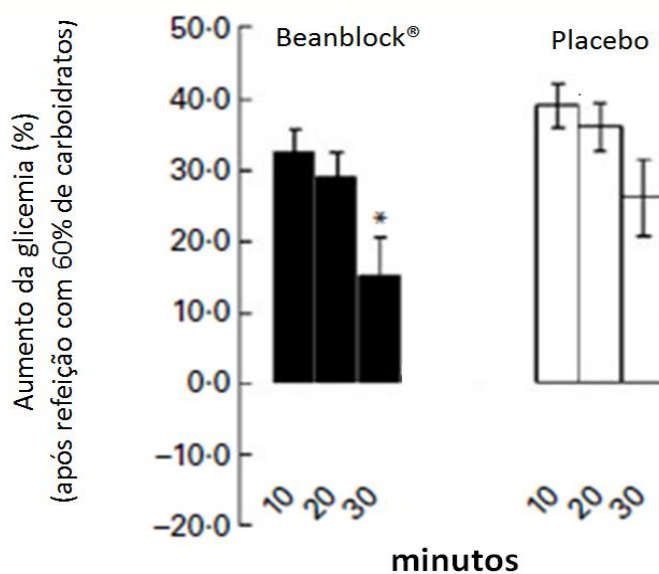 Aumento da glicemia (%)
(após refeição com 60% de carboidratos)
50·0
40·0
30·0
20·0
10·0
0·0
–10·0
–20·0
Beanblock®
Placebo
*
10 20 30
10 20 30
minutos